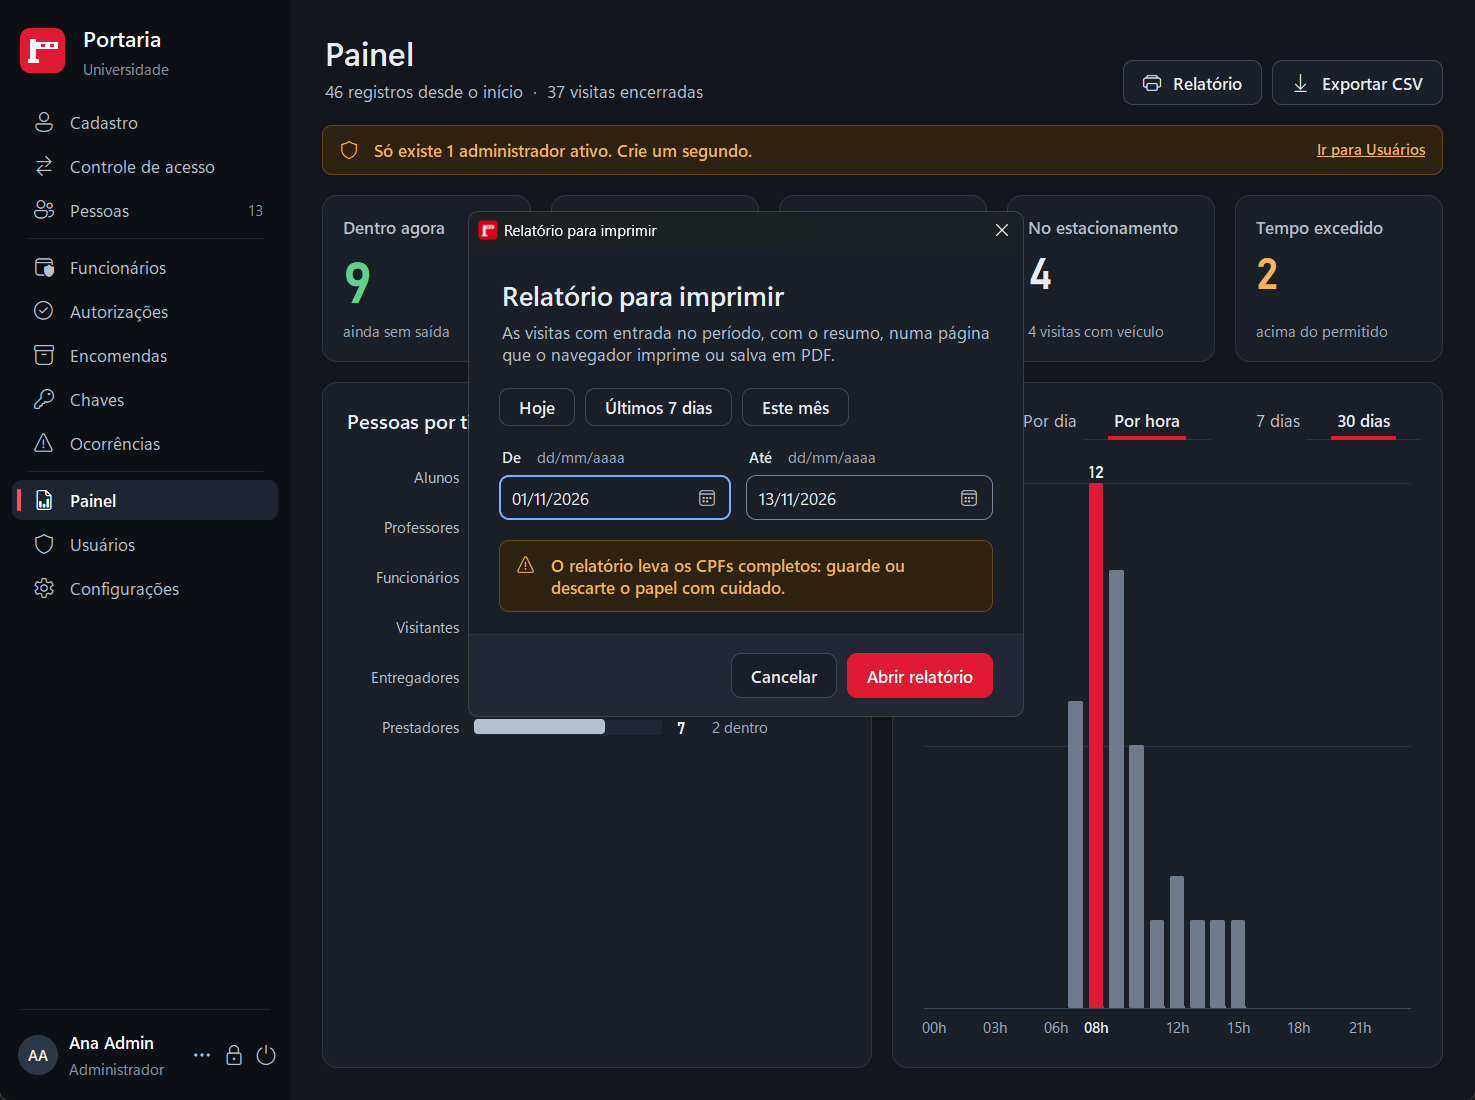 Portaria
Universidade
Cadastro
Controle de acesso
Pessoas 13
Funcionários
Autorizações
Encomendas
Chaves
Ocorrências
Painel
Usuários
Configurações
AA
Ana Admin
Administrador
Painel
46 registros desde o início · 37 visitas encerradas
Relatório
Exportar CSV
Só existe 1 administrador ativo. Crie um segundo.
Ir para Usuários
Dentro agora
9
ainda sem saída
No estacionamento
4
4 visitas com veículo
Tempo excedido
2
acima do permitido
Relatório para imprimir
Relatório para imprimir
As visitas com entrada no período, com o resumo, numa página
que o navegador imprime ou salva em PDF.
Hoje
Últimos 7 dias
Este mês
De dd/mm/aaaa
Até dd/mm/aaaa
01/11/2026
13/11/2026
O relatório leva os CPFs completos: guarde ou
descarte o papel com cuidado.
Cancelar
Abrir relatório
Pessoas por ti
Alunos
Professores
Funcionários
Visitantes
Entregadores
Prestadores 7 2 dentro
Por dia
Por hora
7 dias
30 dias
12
00h 03h 06h 08h 12h 15h 18h 21h